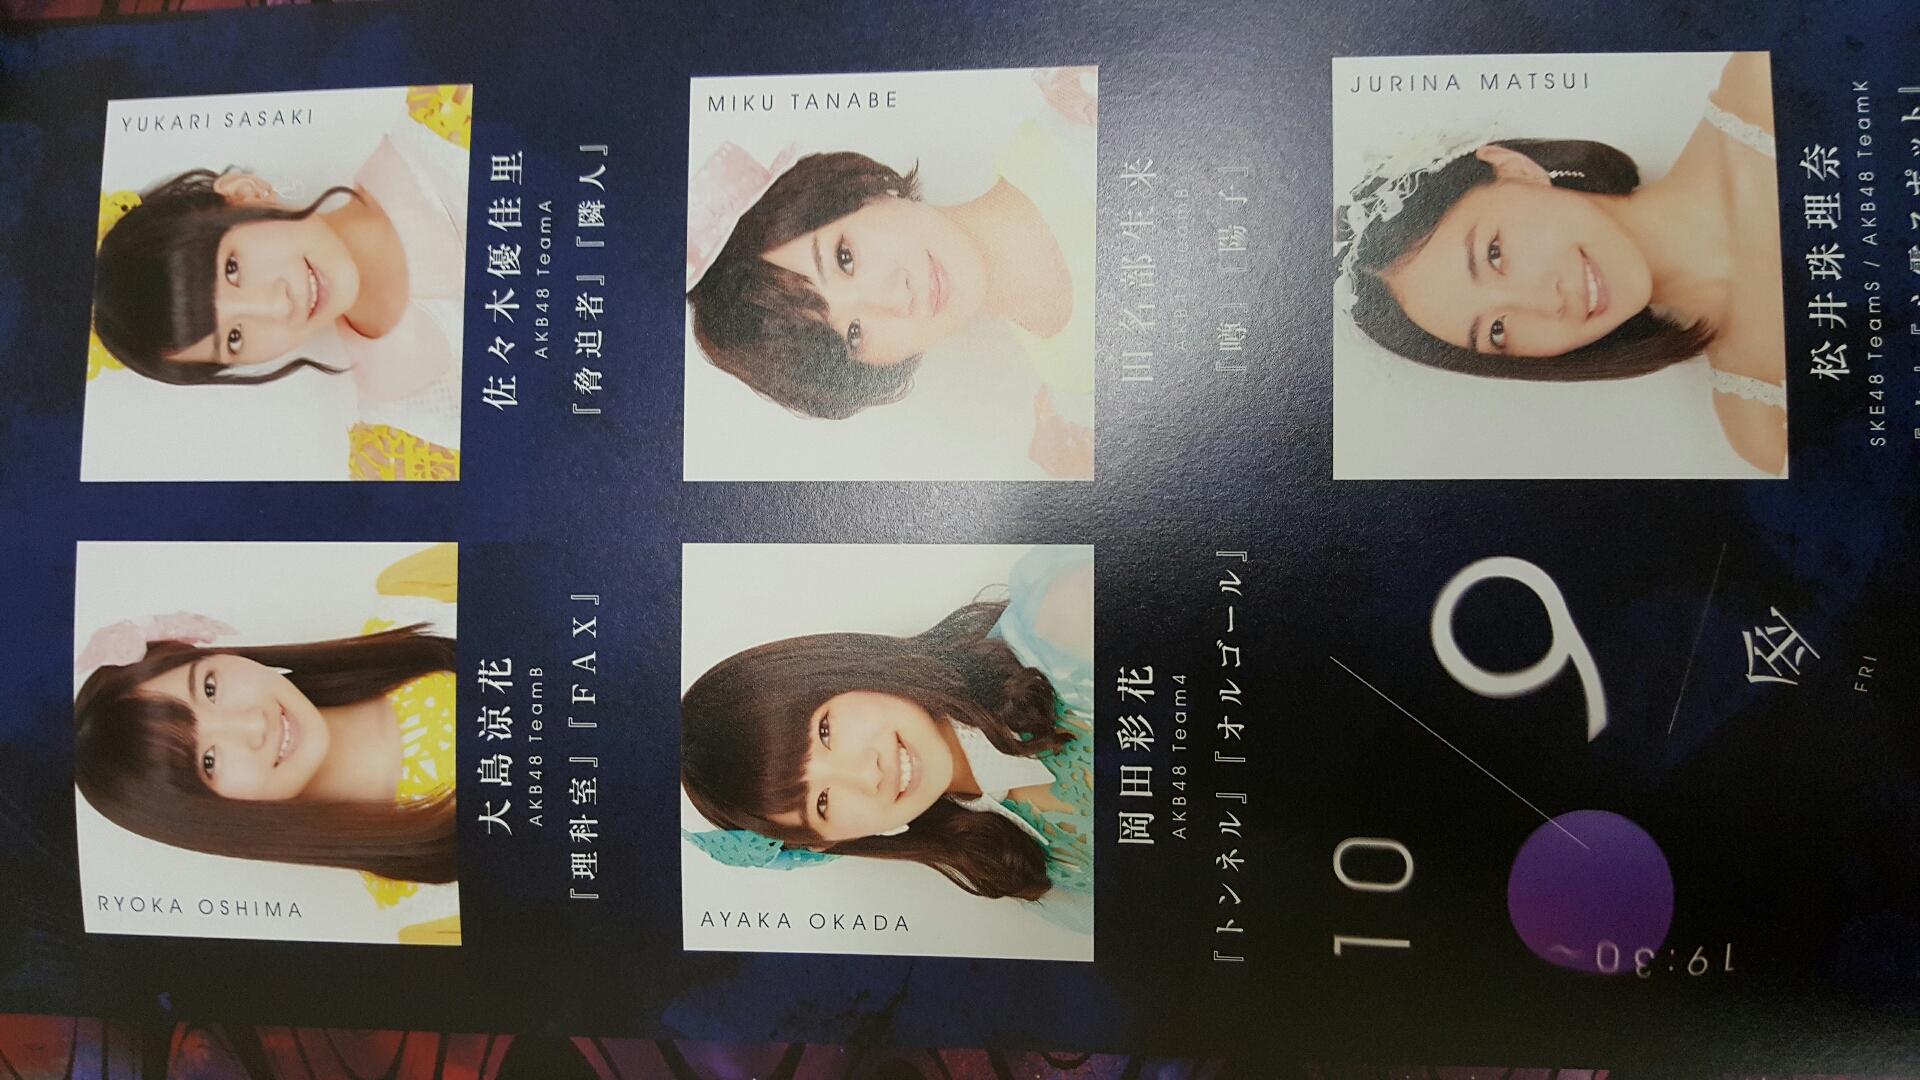 YUKARI SASAKI
佐々木優佳里
AKB48 TeamA
『脅迫者』『隣人』
RYOKA OSHIMA
大島涼花
AKB48 TeamB
『理科室』『FAX』
MIKU TANABE
田名部生来
AKB48 TeamB
『噂』『陽子』
AYAKA OKADA
岡田彩花
AKB48 Team4
『トンネル』『オルゴール』
JURINA MATSUI
松井珠理奈
SKE48 TeamS / AKB48 TeamK
10
9
金
FRI
19:30~